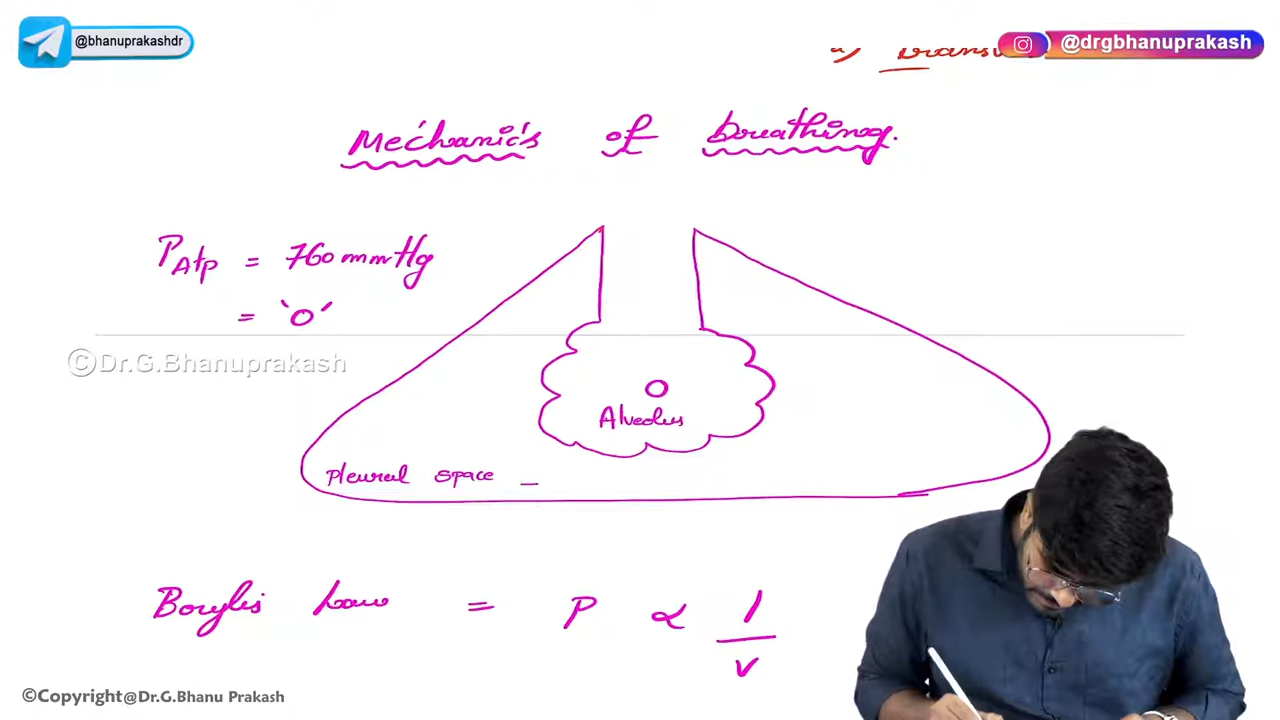 @bhanuprakashdr
@drgbhanuprakash
Mechanics of breathing.
PAtp = 760 mmHg
= '0'
©Dr.G.Bhanuprakash
0
Alveolus
Pleural space _
Boryles Law = P ∝ 1/v
©Copyright@Dr.G.Bhanu Prakash